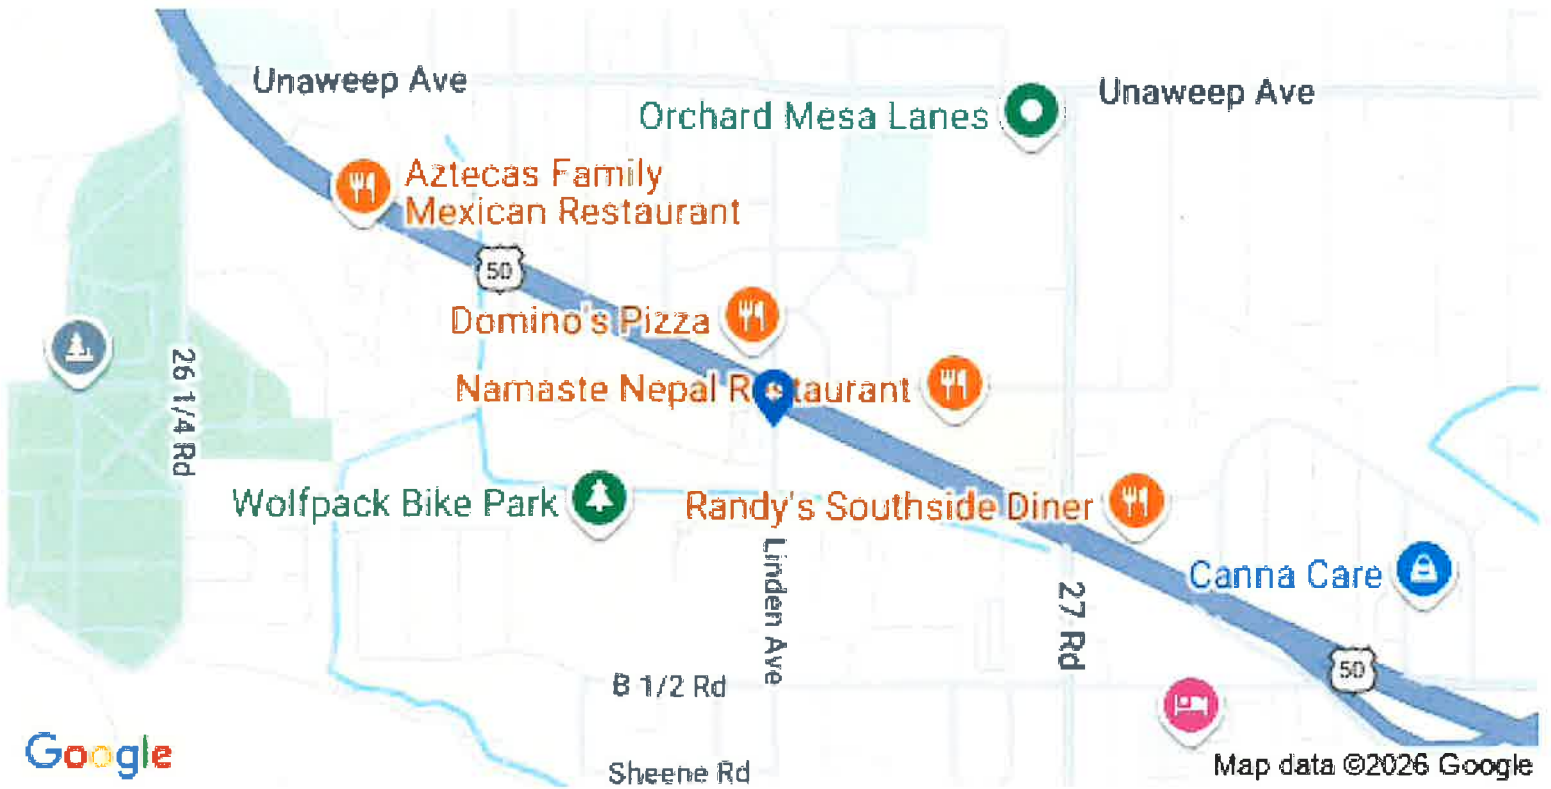 Unaweep Ave
Unaweep Ave
Orchard Mesa Lanes
Aztecas Family
Mexican Restaurant
50
Domino's Pizza
Namaste Nepal Restaurant
26 1/4 Rd
Wolfpack Bike Park
Randy's Southside Diner
Linden Ave
Canna Care
27 Rd
50
B 1/2 Rd
Google
Sheene Rd
Map data ©2026 Google